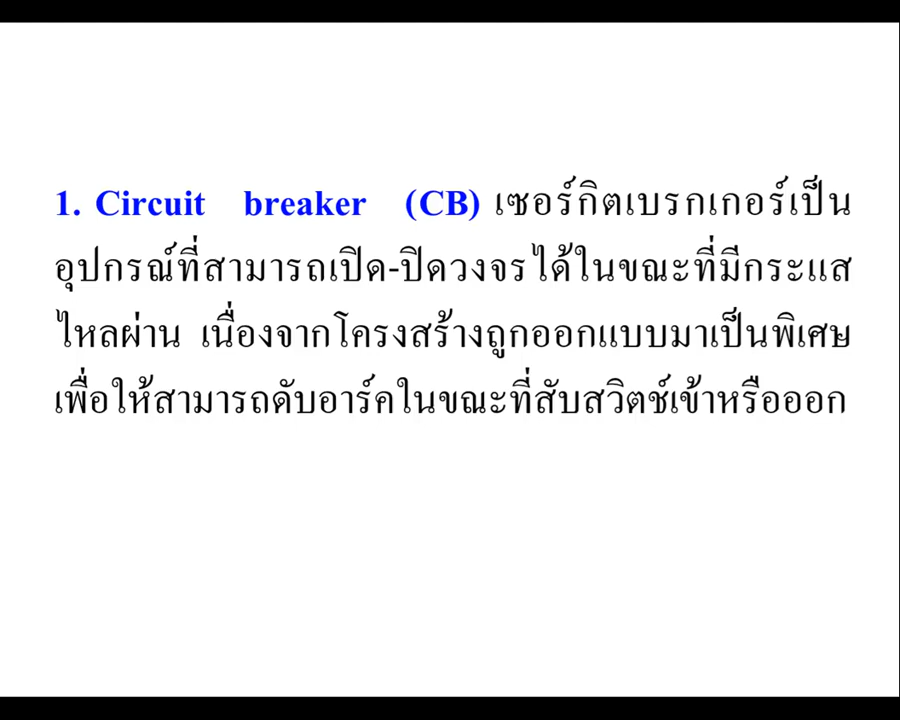 1. Circuit breaker (CB) เซอร์กิตเบรกเกอร์เป็น
อุปกรณ์ที่สามารถเปิด-ปิดวงจรได้ในขณะที่มีกระแส
ไหลผ่าน เนื่องจากโครงสร้างถูกออกแบบมาเป็นพิเศษ
เพื่อให้สามารถดับอาร์คในขณะที่สับสวิตช์เข้าหรือออก